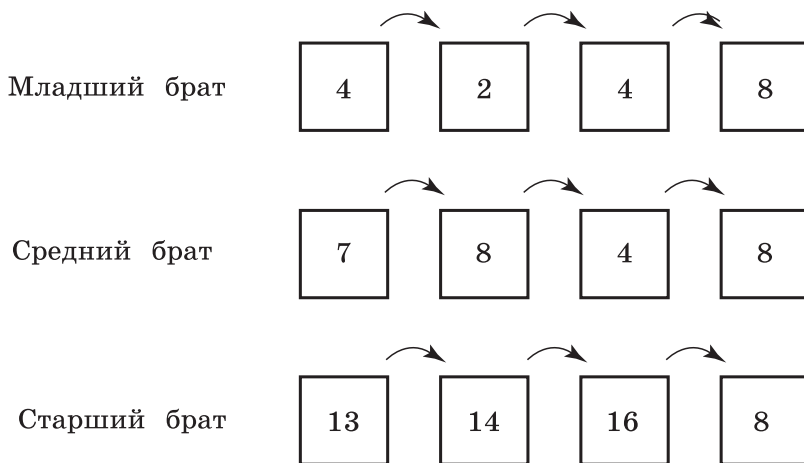 Младший брат 4 2 4 8
Средний брат 7 8 4 8
Старший брат 13 14 16 8